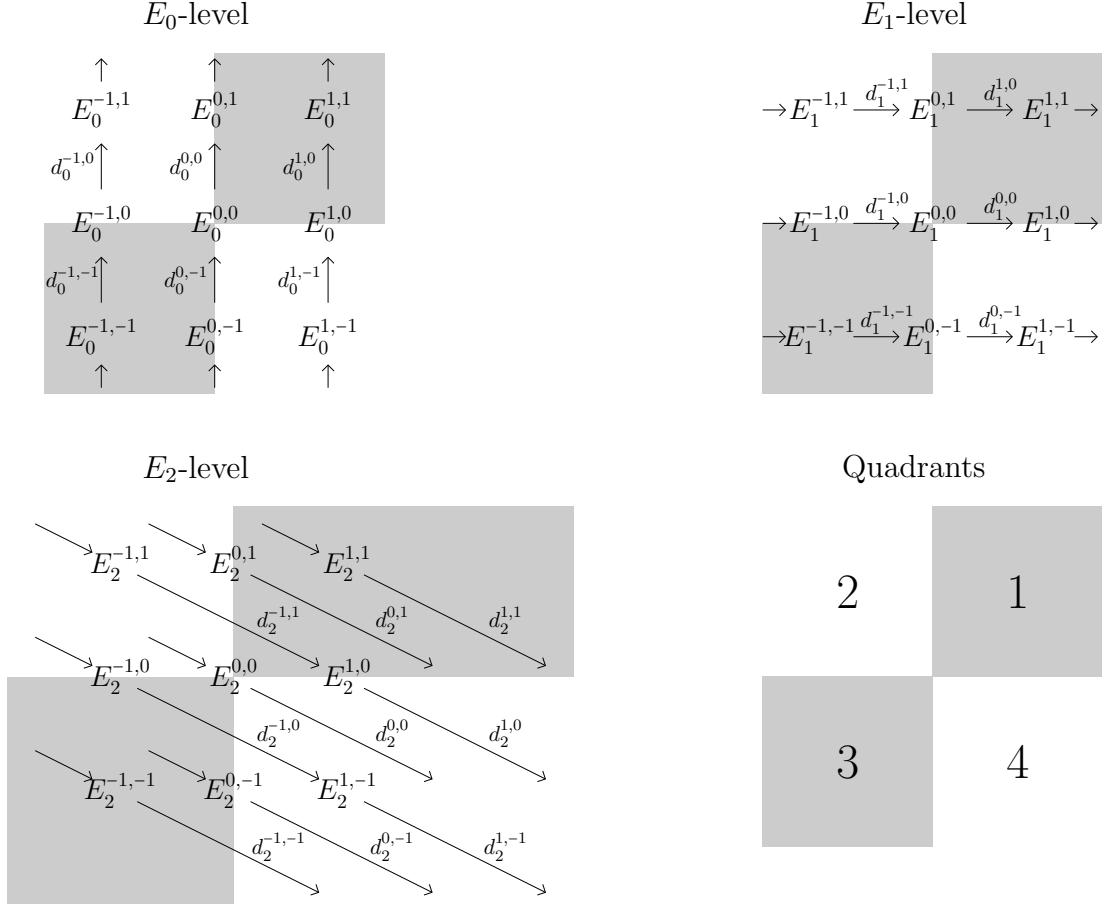 E_0-level
E_0^{-1,1} E_0^{0,1} E_0^{1,1}
d_0^{-1,0} d_0^{0,0} d_0^{1,0}
E_0^{-1,0} E_0^{0,0} E_0^{1,0}
d_0^{-1,-1} d_0^{0,-1} d_0^{1,-1}
E_0^{-1,-1} E_0^{0,-1} E_0^{1,-1}
E_1-level
d_1^{-1,1} d_1^{1,0}
E_1^{-1,1} E_1^{0,1} E_1^{1,1}
d_1^{-1,0} d_1^{0,0}
E_1^{-1,0} E_1^{0,0} E_1^{1,0}
d_1^{-1,-1} d_1^{0,-1}
E_1^{-1,-1} E_1^{0,-1} E_1^{1,-1}
E_2-level
E_2^{-1,1} E_2^{0,1} E_2^{1,1}
d_2^{-1,1} d_2^{0,1} d_2^{1,1}
E_2^{-1,0} E_2^{0,0} E_2^{1,0}
d_2^{-1,0} d_2^{0,0} d_2^{1,0}
E_2^{-1,-1} E_2^{0,-1} E_2^{1,-1}
d_2^{-1,-1} d_2^{0,-1} d_2^{1,-1}
Quadrants
2 1
3 4